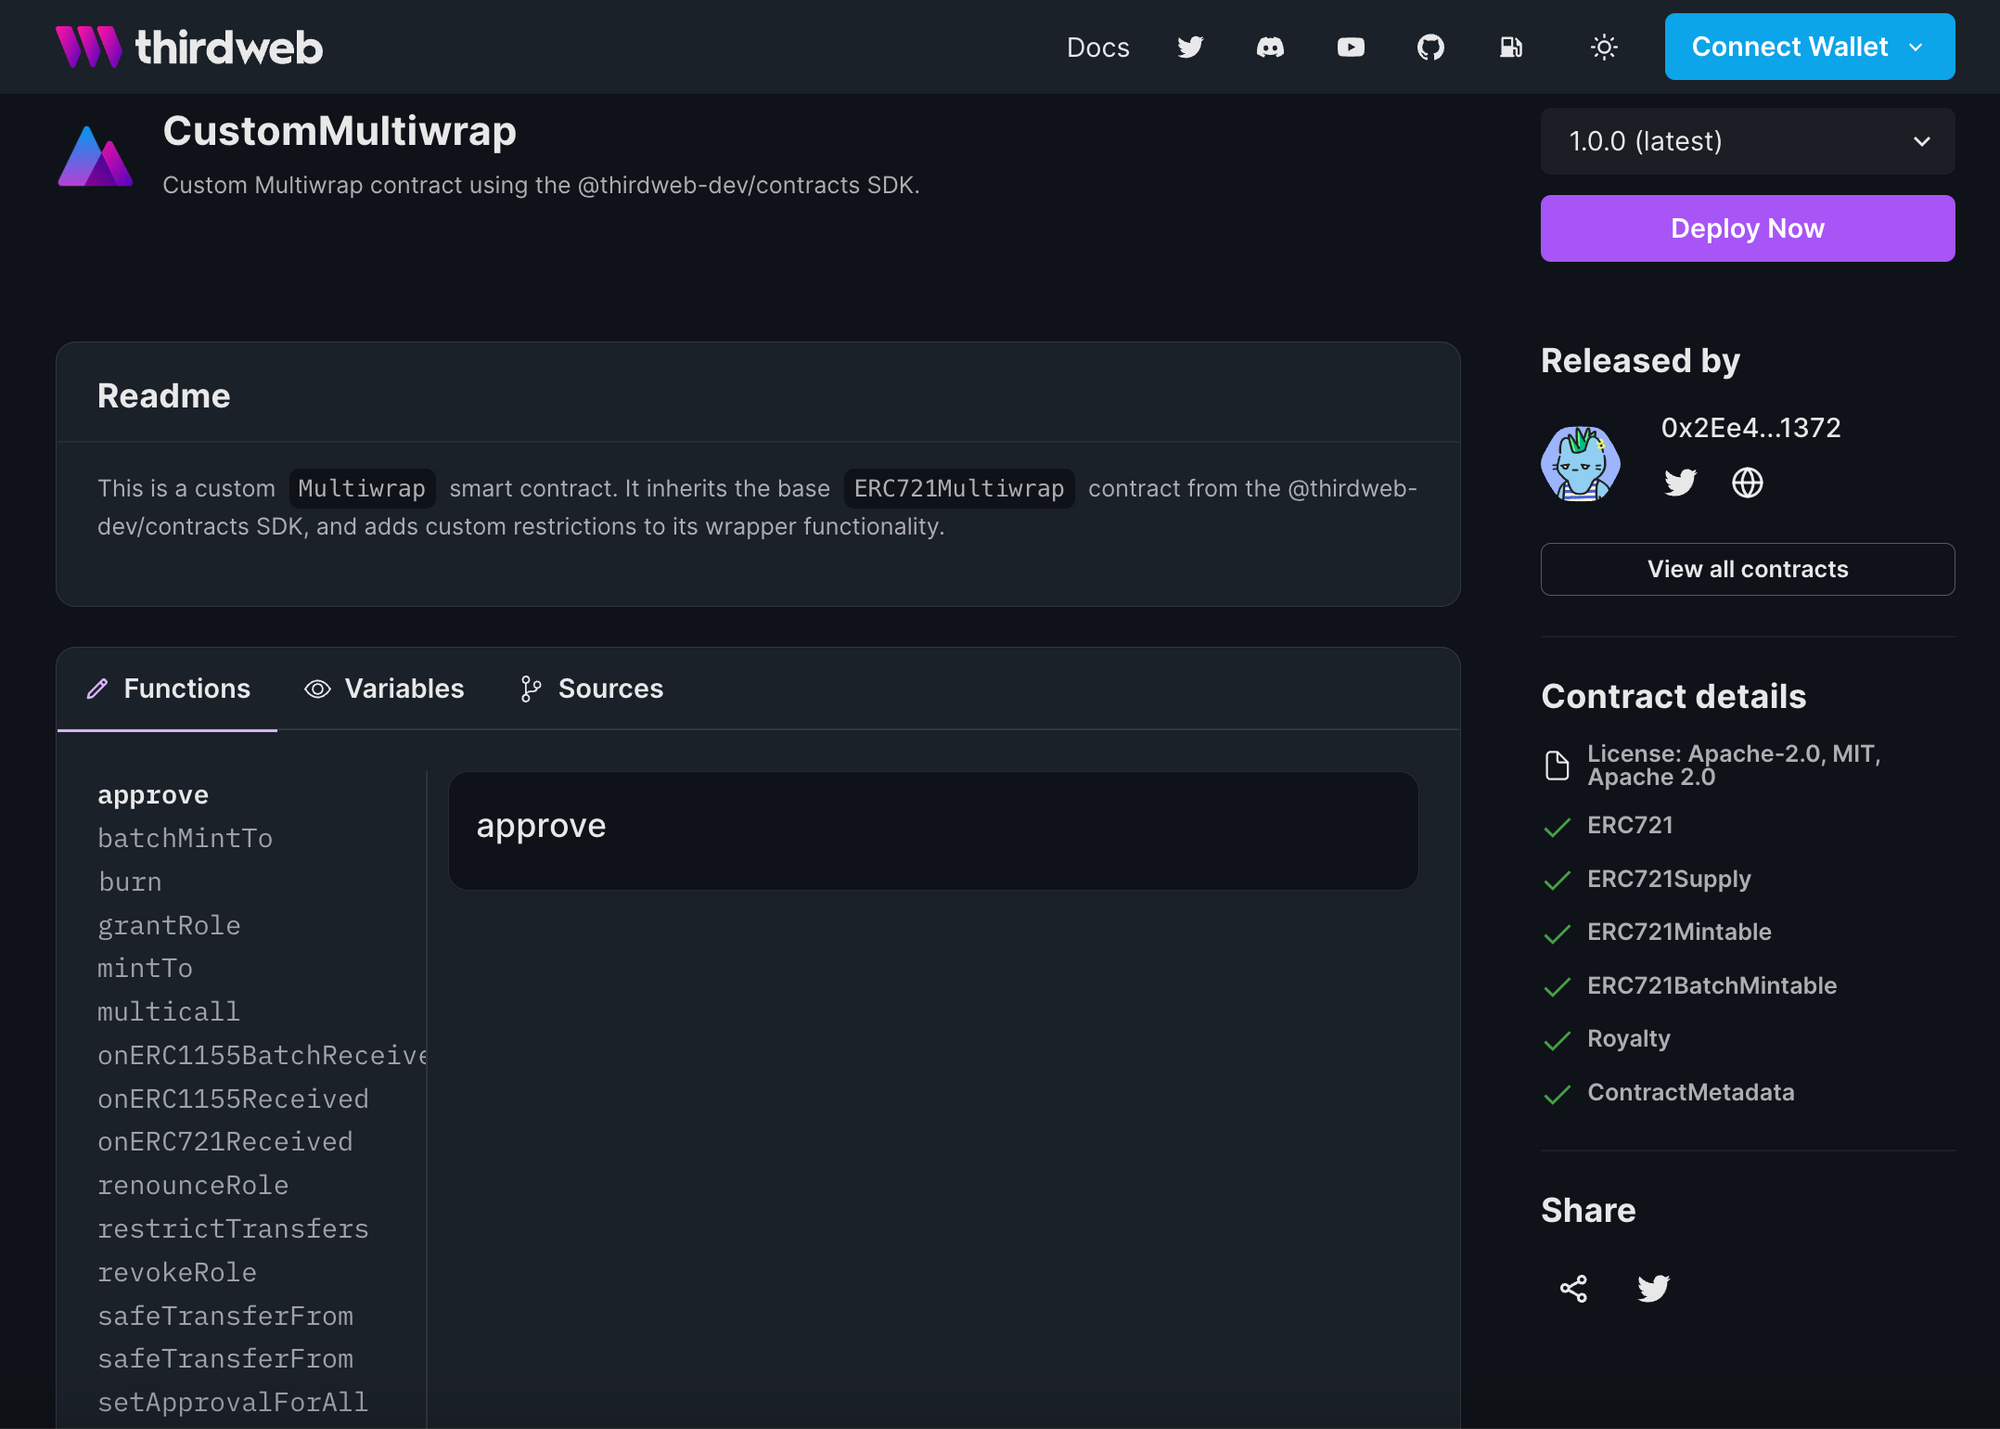 thirdweb
Docs
Connect Wallet
CustomMultiwrap
Custom Multiwrap contract using the @thirdweb-dev/contracts SDK.
1.0.0 (latest)
Deploy Now
Readme
This is a custom Multiwrap smart contract. It inherits the base ERC721Multiwrap contract from the @thirdweb-
dev/contracts SDK, and adds custom restrictions to its wrapper functionality.
Functions
Variables
Sources
approve
batchMintTo
burn
grantRole
mintTo
multicall
onERC1155BatchReceive
onERC1155Received
onERC721Received
renounceRole
restrictTransfers
revokeRole
safeTransferFrom
safeTransferFrom
setApprovalForAll
approve
Released by
0x2Ee4...1372
View all contracts
Contract details
License: Apache-2.0, MIT,
Apache 2.0
ERC721
ERC721Supply
ERC721Mintable
ERC721BatchMintable
Royalty
ContractMetadata
Share